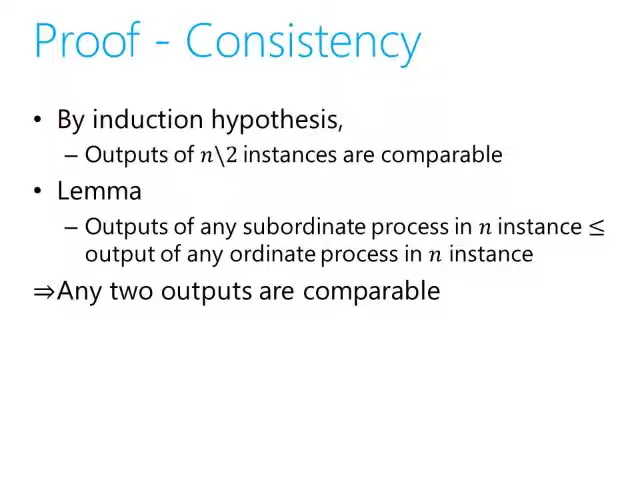 Proof - Consistency
• By induction hypothesis,
– Outputs of 𝑛\2 instances are comparable
• Lemma
– Outputs of any subordinate process in 𝑛 instance ≤
output of any ordinate process in 𝑛 instance
⇒Any two outputs are comparable